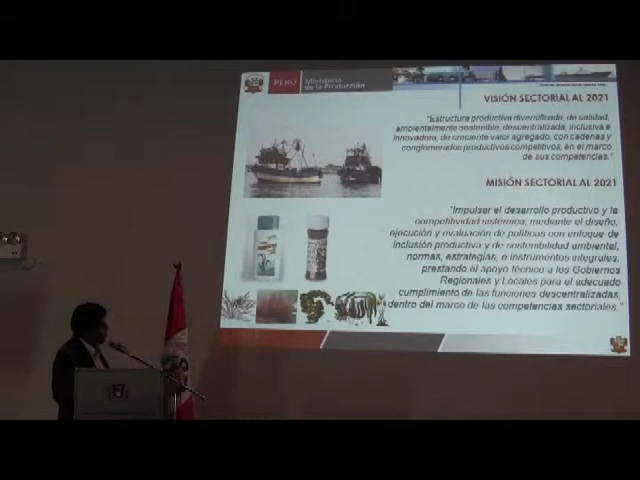 PERÚ
Ministerio
de la Producción
VISIÓN SECTORIAL AL 2021
"Estructura productiva diversificada, de calidad,
ambientalmente sostenible, descentralizada, inclusiva e
innovadora, de creciente valor agregado, con cadenas y
conglomerados productivos competitivos, en el marco
de sus competencias."
MISIÓN SECTORIAL AL 2021
"Impulsar el desarrollo productivo y la
competitividad sistémica, mediante el diseño,
ejecución y evaluación de políticas con enfoque de
inclusión productiva y de sostenibilidad ambiental,
normas, estrategias, e instrumentos integrales,
prestando el apoyo técnico a los Gobiernos
Regionales y Locales para el adecuado
cumplimiento de las funciones descentralizadas,
dentro del marco de las competencias sectoriales."